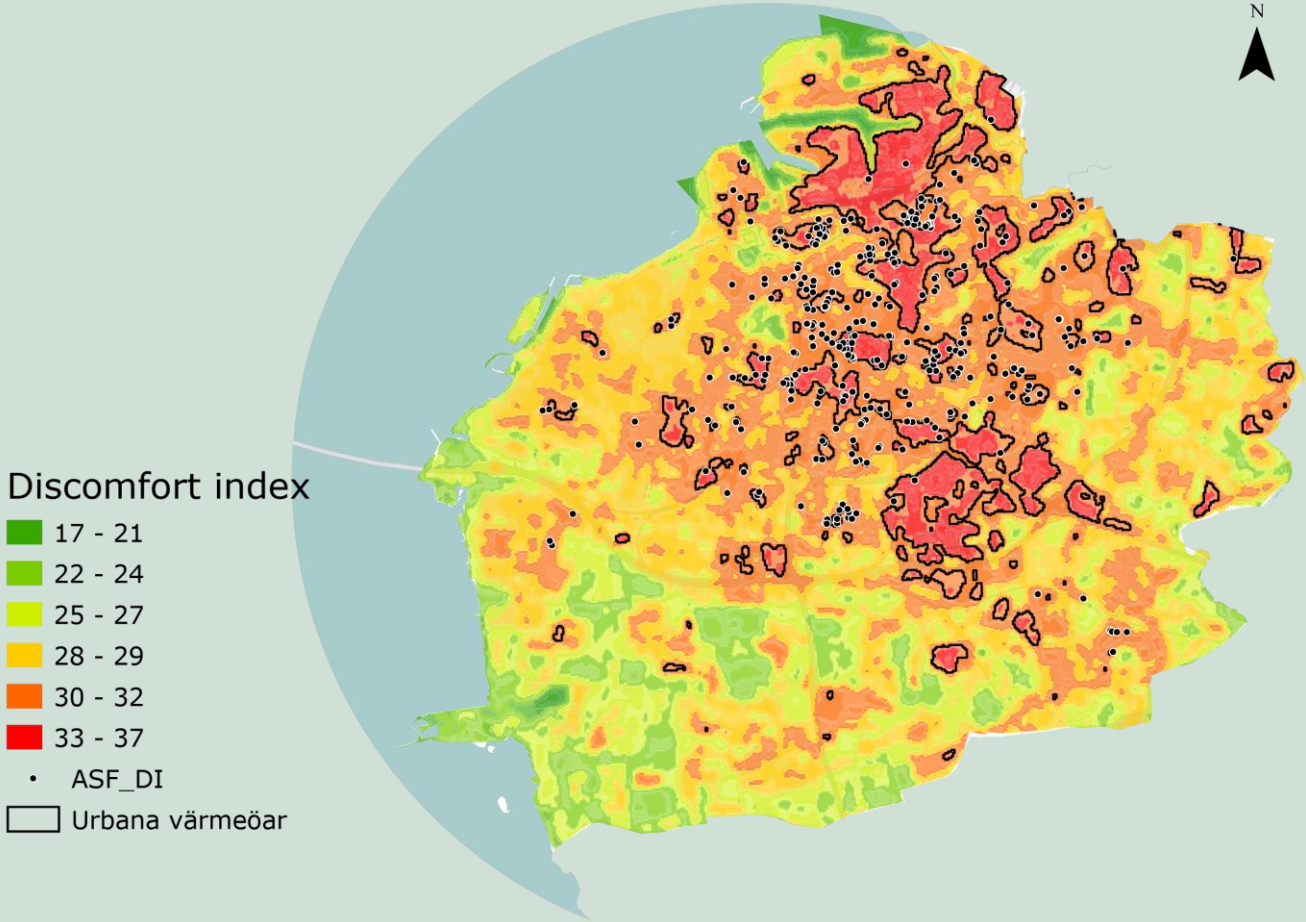 N
Discomfort index
17 - 21
22 - 24
25 - 27
28 - 29
30 - 32
33 - 37
ASF_DI
Urbana värmeöar